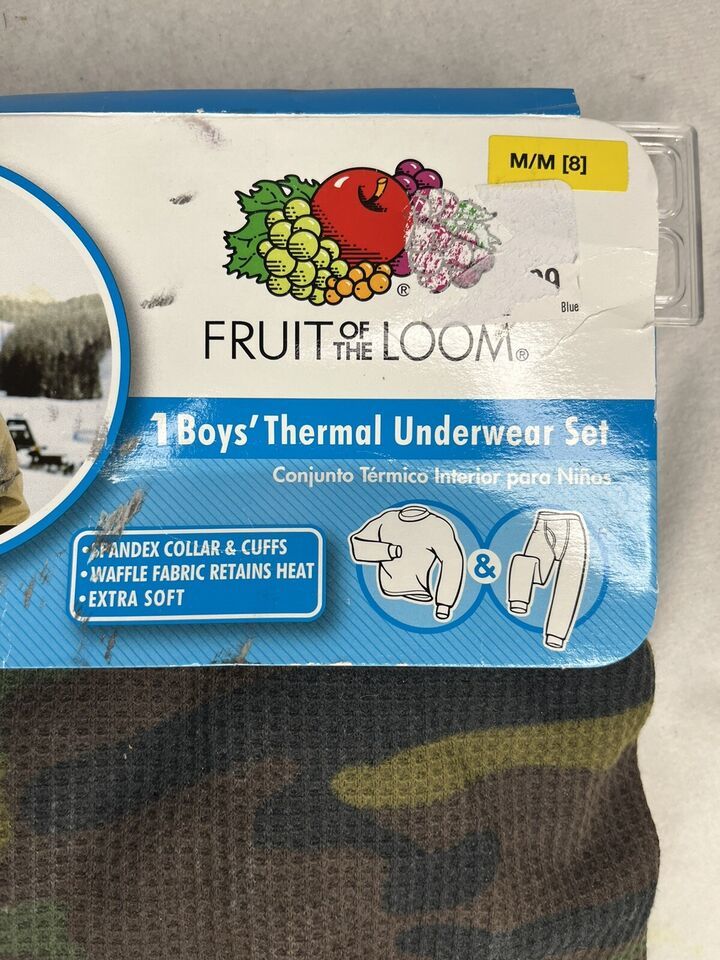 M/M [8]
99
Blue
®
FRUIT OF THE LOOM®
1 Boys' Thermal Underwear Set
Conjunto Térmico Interior para Niños
•SPANDEX COLLAR & CUFFS
•WAFFLE FABRIC RETAINS HEAT
•EXTRA SOFT
&